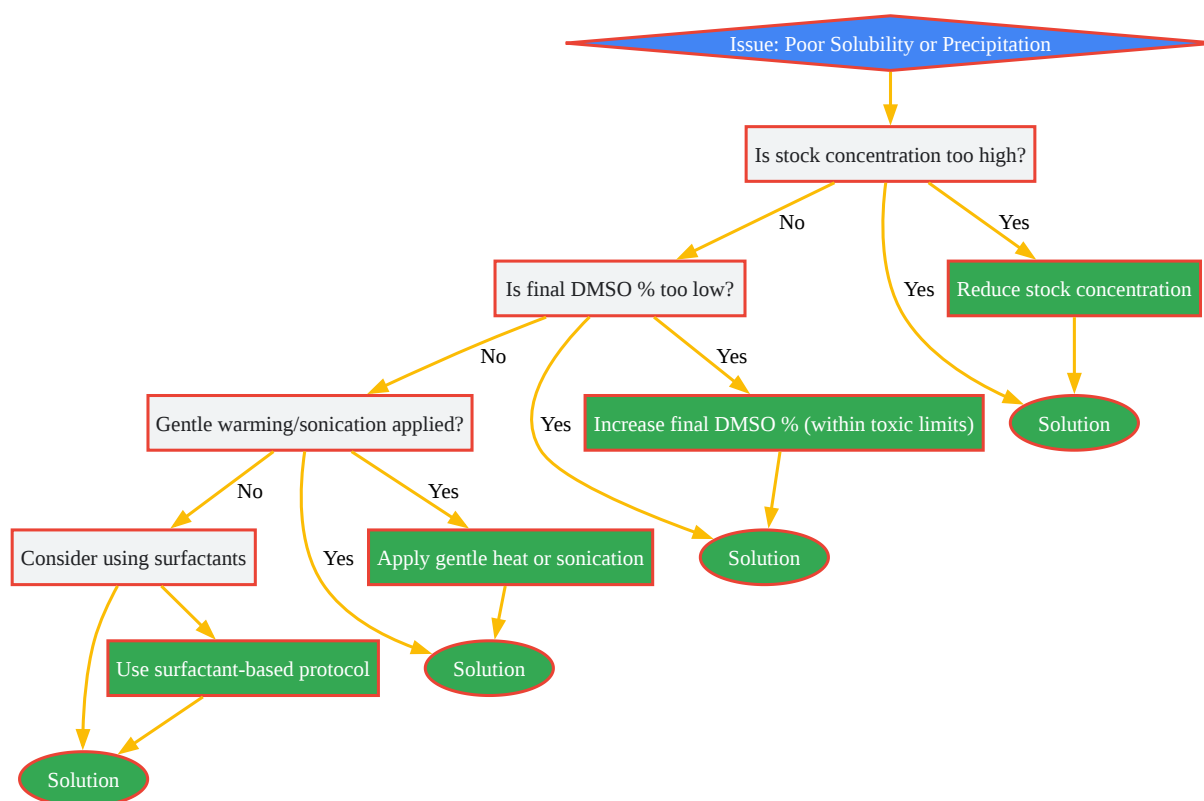 Issue: Poor Solubility or Precipitation
Is stock concentration too high?
No
Yes
Yes
Is final DMSO % too low?
Reduce stock concentration
No
Yes
Yes
Gentle warming/sonication applied?
Increase final DMSO % (within toxic limits)
Solution
No
Yes
Yes
Consider using surfactants
Apply gentle heat or sonication
Solution
Use surfactant-based protocol
Solution
Solution